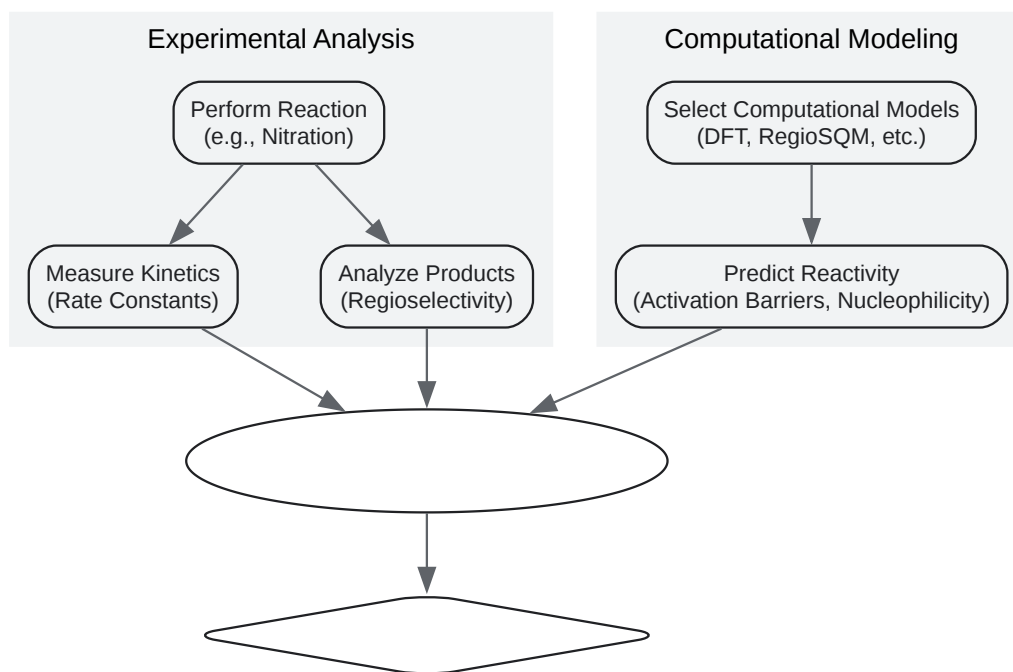 Experimental Analysis
Perform Reaction
(e.g., Nitration)
Measure Kinetics
(Rate Constants)
Analyze Products
(Regioselectivity)
Computational Modeling
Select Computational Models
(DFT, RegioSQM, etc.)
Predict Reactivity
(Activation Barriers, Nucleophilicity)